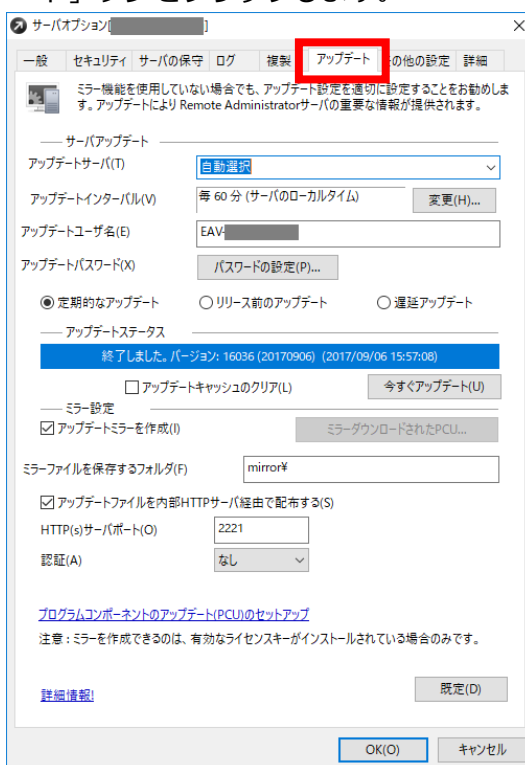 サーバオプション[ ]
一般 セキュリティ サーバの保守 ログ 複製 アップデート の他の設定 詳細
ミラー機能を使用していない場合でも、アップデート設定を適切に設定することをお勧めしま
す。アップデートにより Remote Administratorサーバの重要な情報が提供されます。
サーバアップデート
アップデートサーバ(T) 自動選択
アップデートインターバル(V) 毎 60 分 (サーバのローカルタイム) 変更(H)...
アップデートユーザ名(E) EAV-
アップデートパスワード(X) パスワードの設定(P)...
定期的なアップデート リリース前のアップデート 遅延アップデート
アップデートステータス
終了しました。バージョン: 16036 (20170906) (2017/09/06 15:57:08)
アップデートキャッシュのクリア(L) 今すぐアップデート(U)
ミラー設定
アップデートミラーを作成(I) ミラーダウンロードされたPCU...
ミラーファイルを保存するフォルダ(F) mirror¥
アップデートファイルを内部HTTPサーバ経由で配布する(S)
HTTP(s)サーバポート(O) 2221
認証(A) なし
プログラムコンポーネントのアップデート(PCU)のセットアップ
注意 : ミラーを作成できるのは、有効なライセンスキーがインストールされている場合のみです。
詳細情報! 既定(D)
OK(O) キャンセル